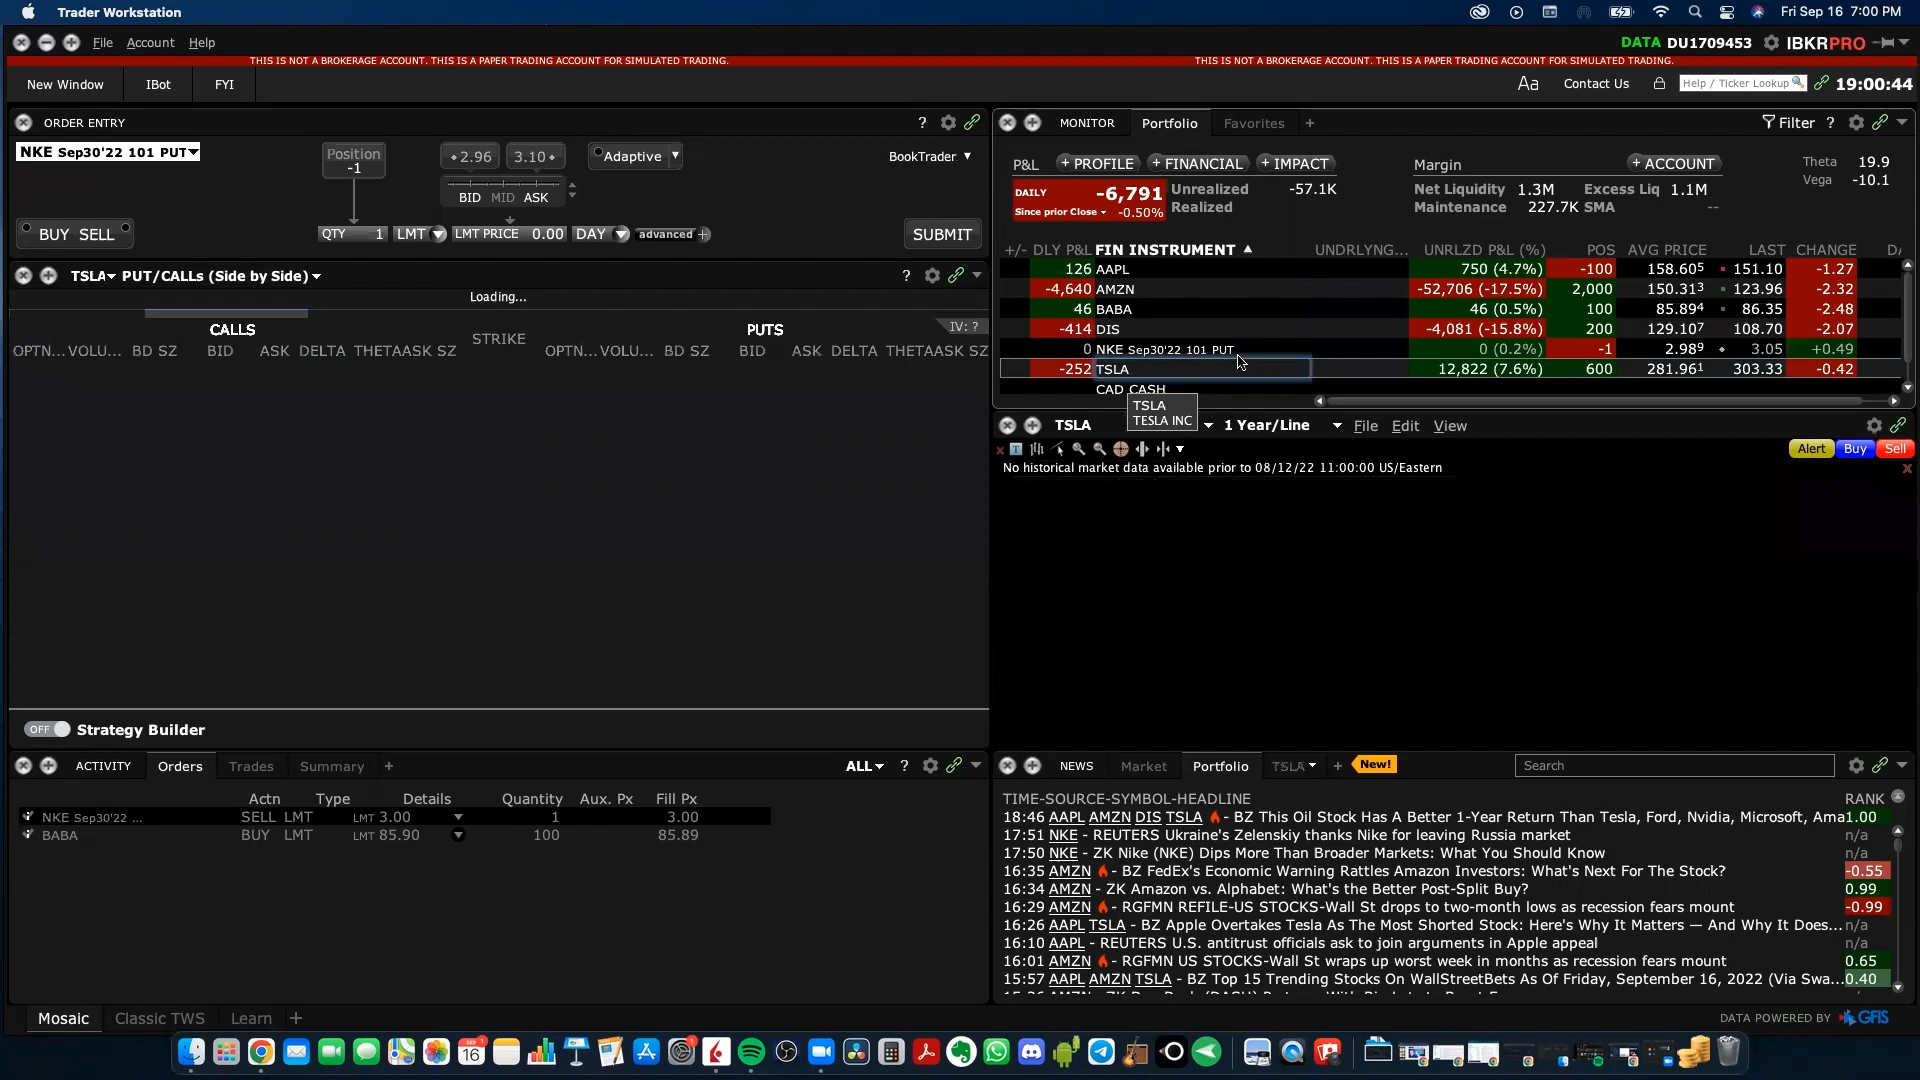 Trader Workstation
Fri Sep 16 7:00 PM
File Account Help
DATA DU1709453 IBKRPRO
THIS IS NOT A BROKERAGE ACCOUNT. THIS IS A PAPER TRADING ACCOUNT FOR SIMULATED TRADING.
THIS IS NOT A BROKERAGE ACCOUNT. THIS IS A PAPER TRADING ACCOUNT FOR SIMULATED TRADING.
New Window IBot FYI
Aa Contact Us Help / Ticker Lookup 19:00:44
ORDER ENTRY ?
NKE Sep30'22 101 PUT
Position
-1
2.96 3.10 Adaptive BookTrader
BID MID ASK
BUY SELL QTY 1 LMT LMT PRICE 0.00 DAY advanced + SUBMIT
TSLA PUT/CALLs (Side by Side) ?
Loading...
CALLS STRIKE PUTS IV: ?
OPTN... VOLU... BD SZ BID ASK DELTA THETA ASK SZ OPTN... VOLU... BD SZ BID ASK DELTA THETA ASK SZ
OFF Strategy Builder
MONITOR Portfolio Favorites + Filter ?
P&L + PROFILE + FINANCIAL + IMPACT Margin + ACCOUNT Theta 19.9
Vega -10.1
DAILY -6,791 Unrealized -57.1K Net Liquidity 1.3M Excess Liq 1.1M
Since prior Close -0.50% Realized Maintenance 227.7K SMA --
+/- DLY P&L FIN INSTRUMENT UNDRLYNG... UNRLZD P&L (%) POS AVG PRICE LAST CHANGE
126 AAPL 750 (4.7%) -100 158.605 151.10 -1.27
-4,640 AMZN -52,706 (-17.5%) 2,000 150.313 123.96 -2.32
46 BABA 46 (0.5%) 100 85.894 86.35 -2.48
-414 DIS -4,081 (-15.8%) 200 129.107 108.70 -2.07
0 NKE Sep30'22 101 PUT 0 (0.2%) -1 2.989 3.05 +0.49
-252 TSLA 12,822 (7.6%) 600 281.961 303.33 -0.42
CAD CASH
TSLA
TESLA INC
TSLA 1 Year/Line File Edit View
Alert Buy Sell
No historical market data available prior to 08/12/22 11:00:00 US/Eastern
ACTIVITY Orders Trades Summary + ALL ?
Actn Type Details Quantity Aux. Px Fill Px
NKE Sep30'22 ... SELL LMT LMT 3.00 1 3.00
BABA BUY LMT LMT 85.90 100 85.89
NEWS Market Portfolio TSLA + New! Search
TIME-SOURCE-SYMBOL-HEADLINE RANK
18:46 AAPL AMZN DIS TSLA - BZ This Oil Stock Has A Better 1-Year Return Than Tesla, Ford, Nvidia, Microsoft, Ama 1.00
17:51 NKE - REUTERS Ukraine's Zelenskiy thanks Nike for leaving Russia market n/a
17:50 NKE - ZK Nike (NKE) Dips More Than Broader Markets: What You Should Know n/a
16:35 AMZN - BZ FedEx's Economic Warning Rattles Amazon Investors: What's Next For The Stock? -0.55
16:34 AMZN - ZK Amazon vs. Alphabet: What's the Better Post-Split Buy? 0.99
16:29 AMZN - RGFMN REFILE-US STOCKS-Wall St drops to two-month lows as recession fears mount -0.99
16:26 AAPL TSLA - BZ Apple Overtakes Tesla As The Most Shorted Stock: Here's Why It Matters — And Why It Does... n/a
16:10 AAPL - REUTERS U.S. antitrust officials ask to join arguments in Apple appeal n/a
16:01 AMZN - RGFMN US STOCKS-Wall St wraps up worst week in months as recession fears mount 0.65
15:57 AAPL AMZN TSLA - BZ Top 15 Trending Stocks On WallStreetBets As Of Friday, September 16, 2022 (Via Swa... 0.40
Mosaic Classic TWS Learn +
DATA POWERED BY GFIS
16